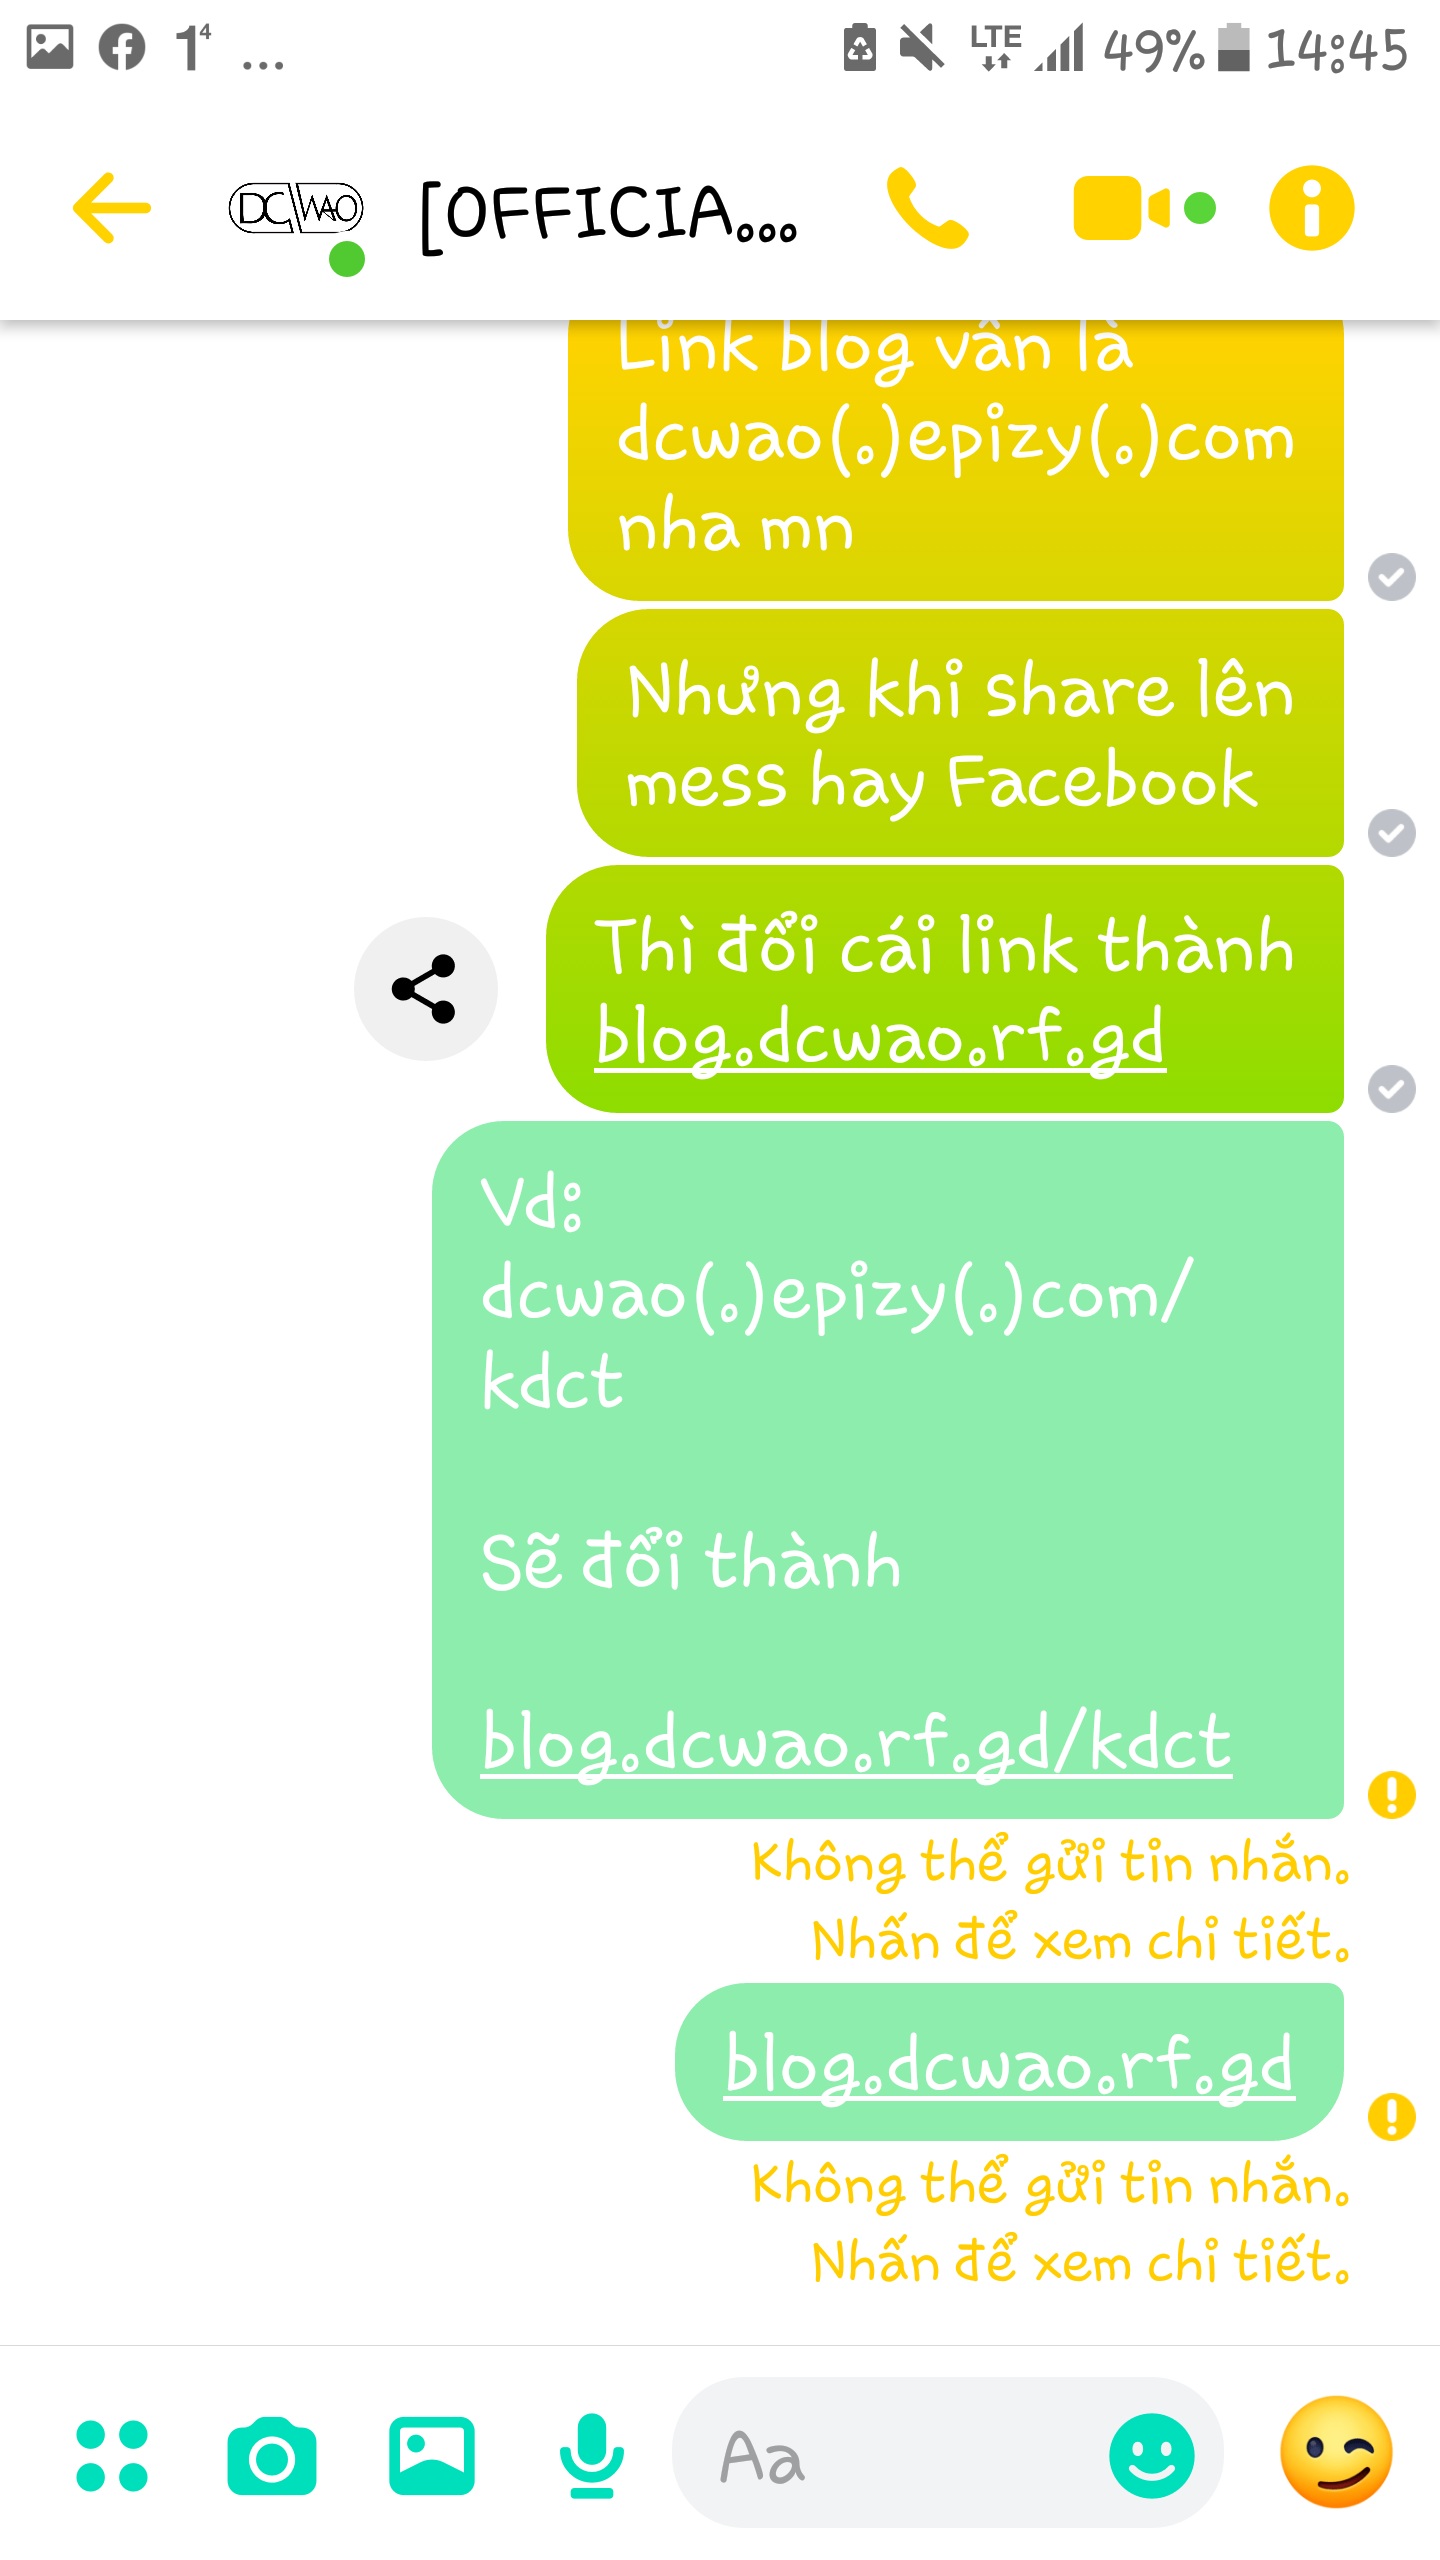 14 ...
LTE 49% 14:45
DC WAO [OFFICIA...
Link blog vẫn là
dcwao(.)epizy(.)com
nha mn
Nhưng khi share lên
mess hay Facebook
Thì đổi cái link thành
blog.dcwao.rf.gd
Vd:
dcwao(.)epizy(.)com/
kdct
Sẽ đổi thành
blog.dcwao.rf.gd/kdct
Không thể gửi tin nhắn.
Nhấn để xem chi tiết.
blog.dcwao.rf.gd
Không thể gửi tin nhắn.
Nhấn để xem chi tiết.
Aa